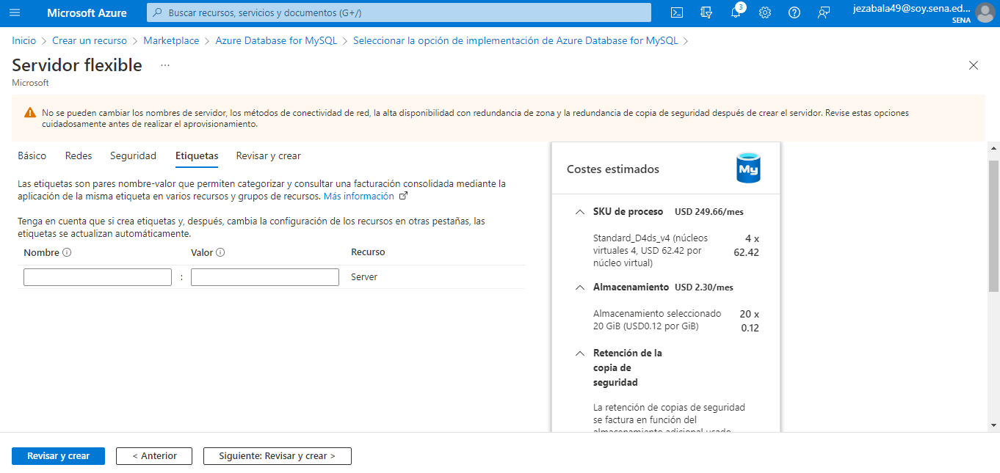 Microsoft Azure
Buscar recursos, servicios y documentos (G+/)
3
jezabala49@soy.sena.ed...
SENA
Inicio > Crear un recurso > Marketplace > Azure Database for MySQL > Seleccionar la opción de implementación de Azure Database for MySQL >
Servidor flexible ...
Microsoft
No se pueden cambiar los nombres de servidor, los métodos de conectividad de red, la alta disponibilidad con redundancia de zona y la redundancia de copia de seguridad después de crear el servidor. Revise estas opciones
cuidadosamente antes de realizar el aprovisionamiento.
Básico Redes Seguridad Etiquetas Revisar y crear
Las etiquetas son pares nombre-valor que permiten categorizar y consultar una facturación consolidada mediante la
aplicación de la misma etiqueta en varios recursos y grupos de recursos. Más información
Tenga en cuenta que si crea etiquetas y, después, cambia la configuración de los recursos en otras pestañas, las
etiquetas se actualizan automáticamente.
Nombre Valor Recurso
: Server
Costes estimados
My
SKU de proceso USD 249.66/mes
Standard_D4ds_v4 (núcleos 4 x
virtuales 4, USD 62.42 por 62.42
núcleo virtual)
Almacenamiento USD 2.30/mes
Almacenamiento seleccionado 20 x
20 GiB (USD0.12 por GiB) 0.12
Retención de la
copia de
seguridad
La retención de copias de seguridad
se factura en función del
almacenamiento adicional usado
Revisar y crear
< Anterior
Siguiente: Revisar y crear >